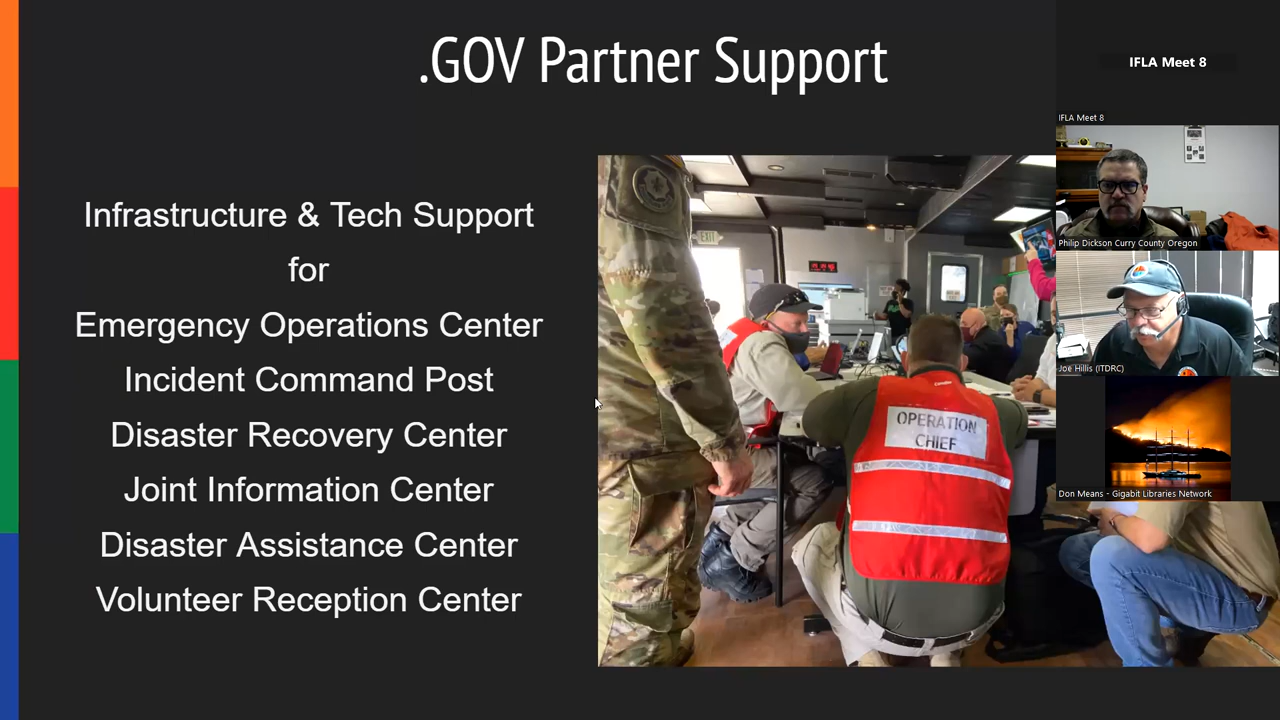 .GOV Partner Support
Infrastructure & Tech Support
for
Emergency Operations Center
Incident Command Post
Disaster Recovery Center
Joint Information Center
Disaster Assistance Center
Volunteer Reception Center
EXIT
OPERATION
CHIEF
IFLA Meet 8
IFLA Meet 8
Philip Dickson Curry County Oregon
Joe Hillis (ITDRC)
Don Means - Gigabit Libraries Network